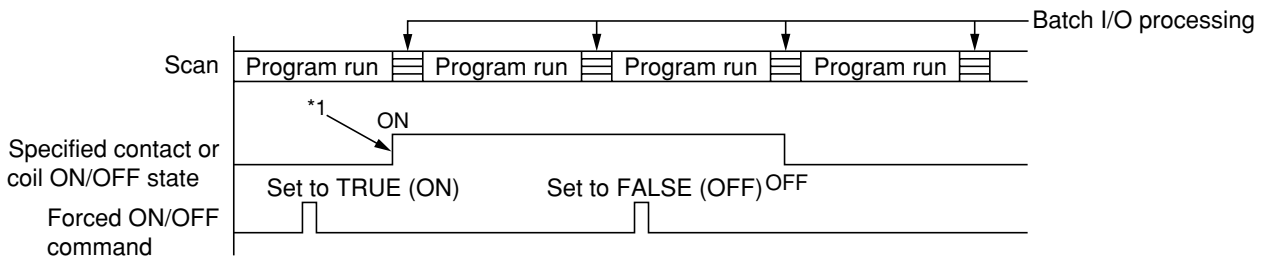 Batch I/O processing
Scan
Program run
Program run
Program run
Program run
*1
ON
Specified contact or
coil ON/OFF state
Set to TRUE (ON)
Set to FALSE (OFF)
OFF
Forced ON/OFF
command